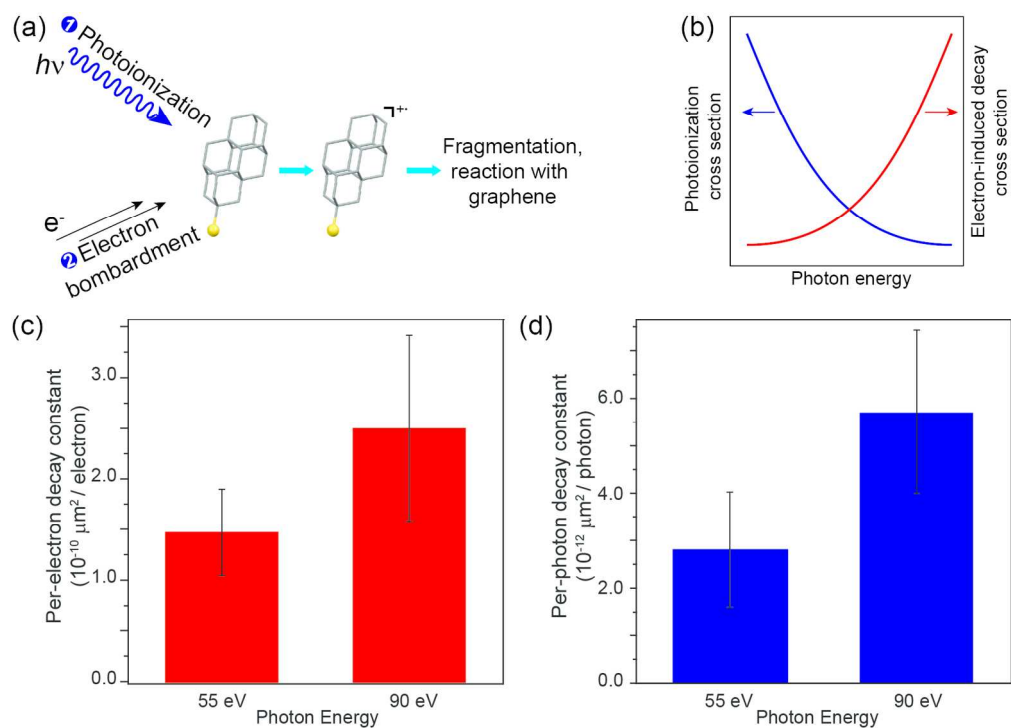 (a)
1 Photoionization
hν
e-
2 Electron
bombardment
⌝+·
Fragmentation,
reaction with
graphene
(b)
Photoionization
cross section
Electron-induced decay
cross section
Photon energy
(c)
Per-electron decay constant
(10⁻¹⁰ μm² / electron)
3.0
2.0
1.0
0.0
55 eV
90 eV
Photon Energy
(d)
Per-photon decay constant
(10⁻¹² μm² / photon)
6.0
4.0
2.0
0.0
55 eV
90 eV
Photon Energy